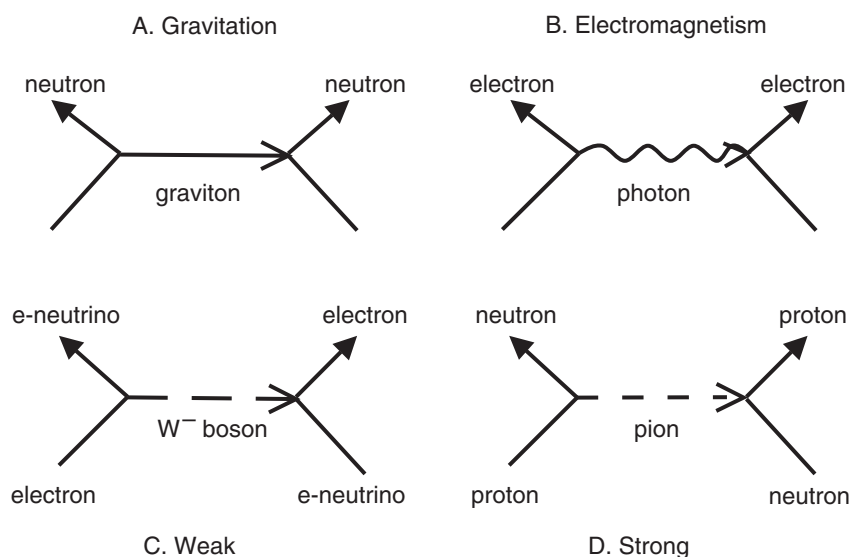 A. Gravitation
neutron
neutron
graviton
B. Electromagnetism
electron
electron
photon
e-neutrino
electron
W⁻ boson
electron
e-neutrino
C. Weak
neutron
proton
pion
proton
neutron
D. Strong